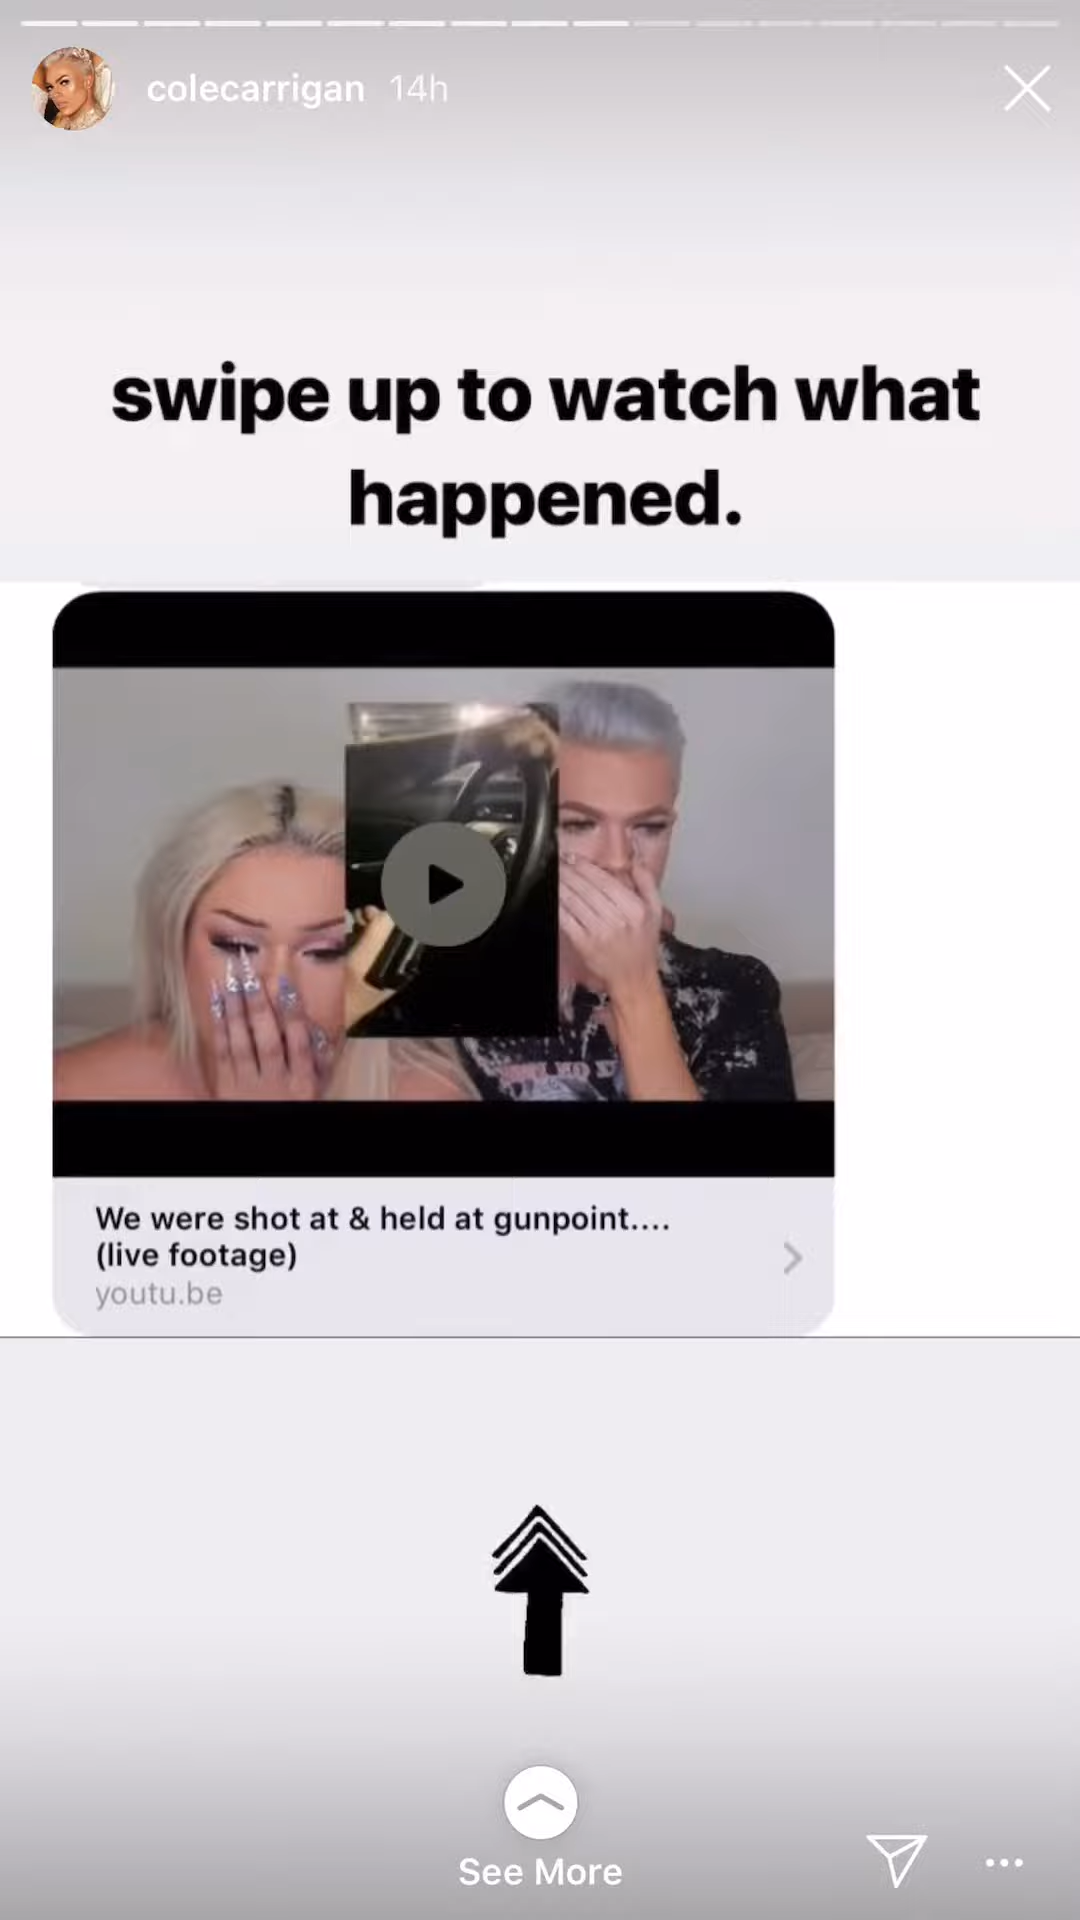 colecarrigan 14h
swipe up to watch what
happened.
We were shot at & held at gunpoint....
(live footage)
youtu.be
See More